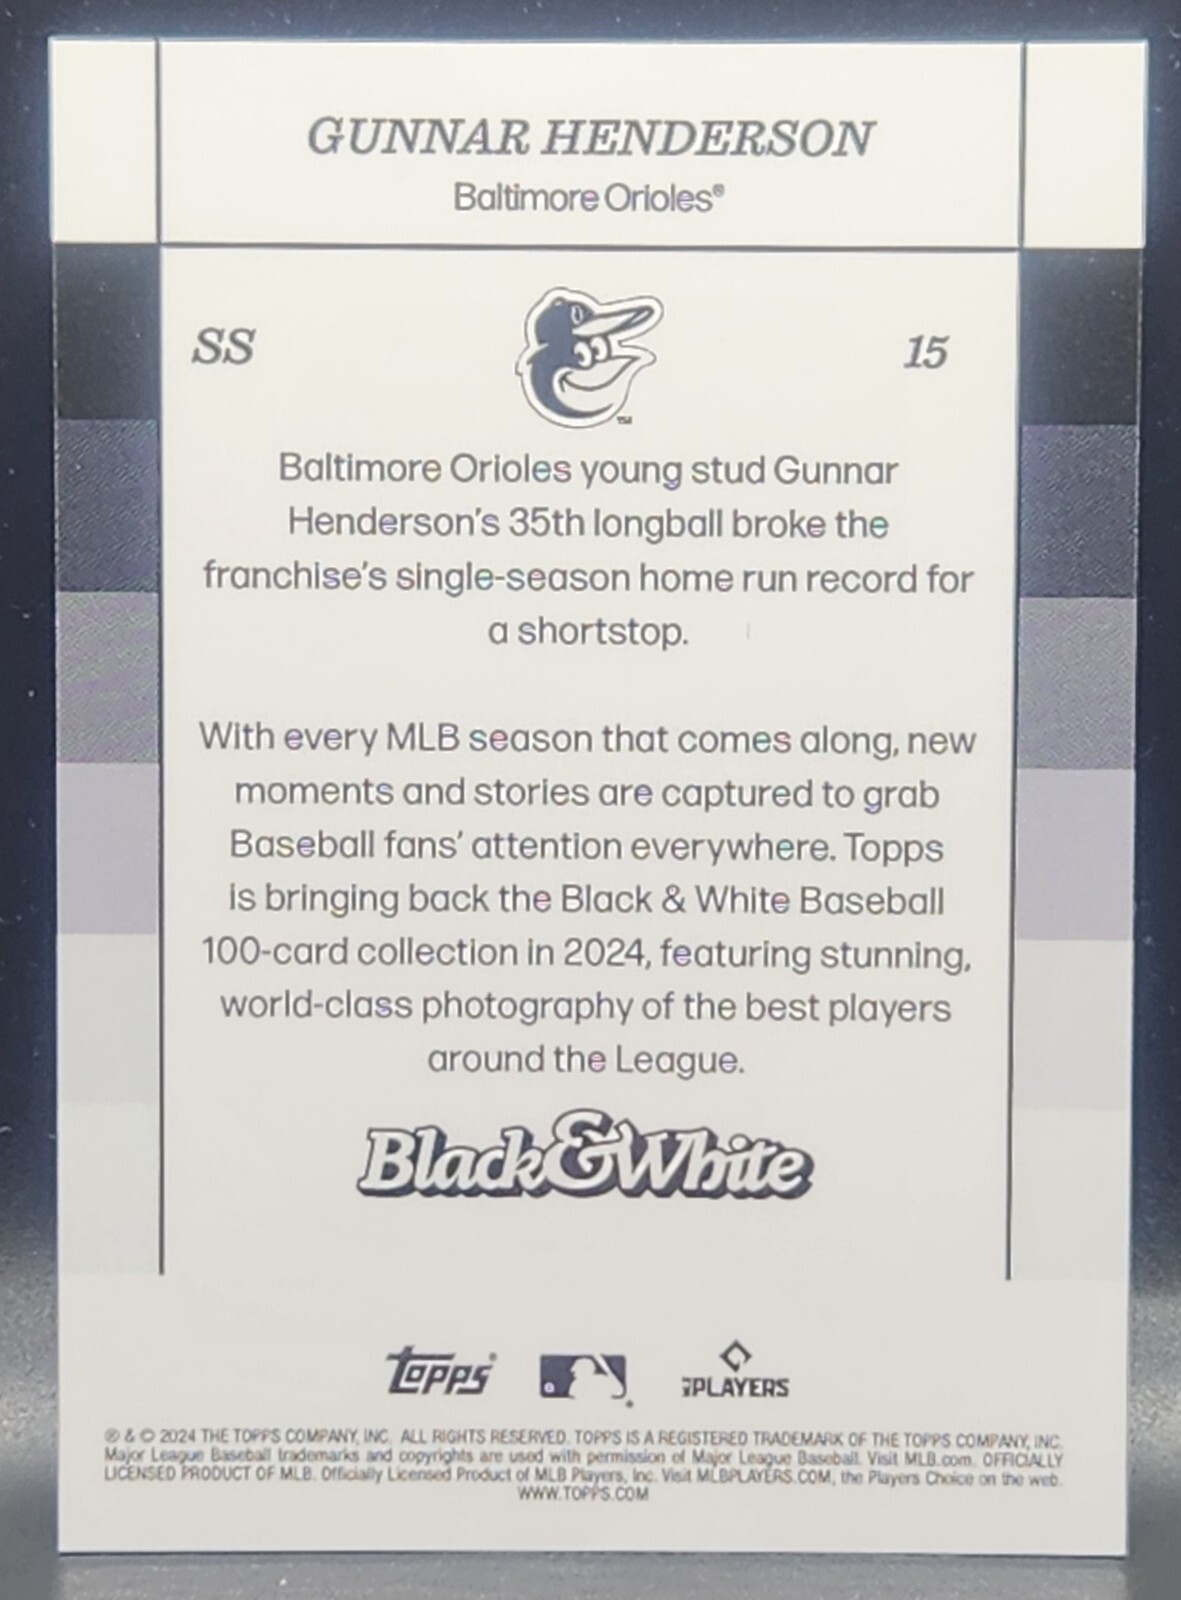 GUNNAR HENDERSON
Baltimore Orioles®
SS
15
TM
Baltimore Orioles young stud Gunnar
Henderson's 35th longball broke the
franchise's single-season home run record for
a shortstop.
With every MLB season that comes along, new
moments and stories are captured to grab
Baseball fans' attention everywhere. Topps
is bringing back the Black & White Baseball
100-card collection in 2024, featuring stunning,
world-class photography of the best players
around the League.
Black&White
Topps®
PLAYERS
® & © 2024 THE TOPPS COMPANY, INC. ALL RIGHTS RESERVED. TOPPS IS A REGISTERED TRADEMARK OF THE TOPPS COMPANY, INC.
Major League Baseball trademarks and copyrights are used with permission of Major League Baseball. Visit MLB.com. OFFICIALLY
LICENSED PRODUCT OF MLB. Officially Licensed Product of MLB Players, Inc. Visit MLBPLAYERS.COM, the Players Choice on the web.
WWW.TOPPS.COM